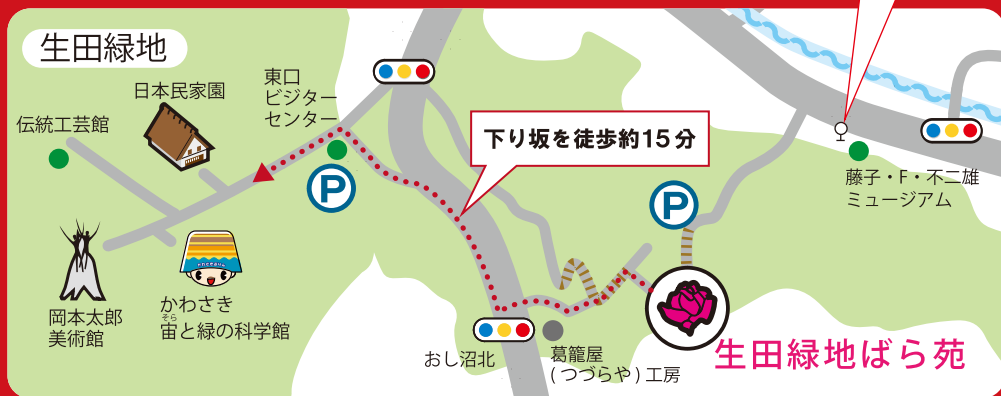 生田緑地
日本民家園
伝統工芸館
東口
ビジター
センター
P
下り坂を徒歩約15分
P
藤子・F・不二雄
ミュージアム
岡本太郎
美術館
かわさき
そら
宙と緑の科学館
おし沼北
葛籠屋
(つづらや)工房
生田緑地ばら苑